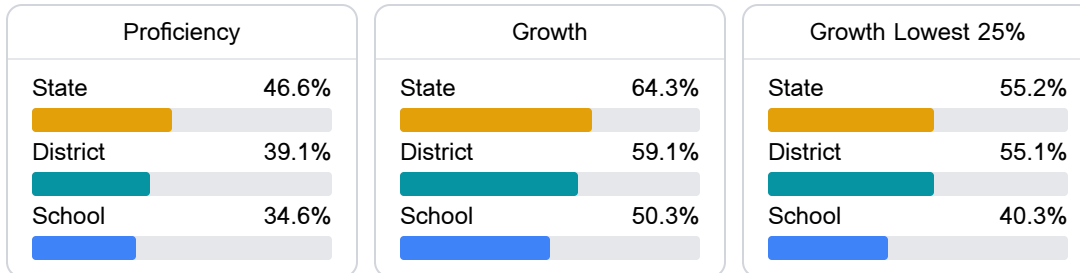 Proficiency
State 46.6%
District 39.1%
School 34.6%
Growth
State 64.3%
District 59.1%
School 50.3%
Growth Lowest 25%
State 55.2%
District 55.1%
School 40.3%